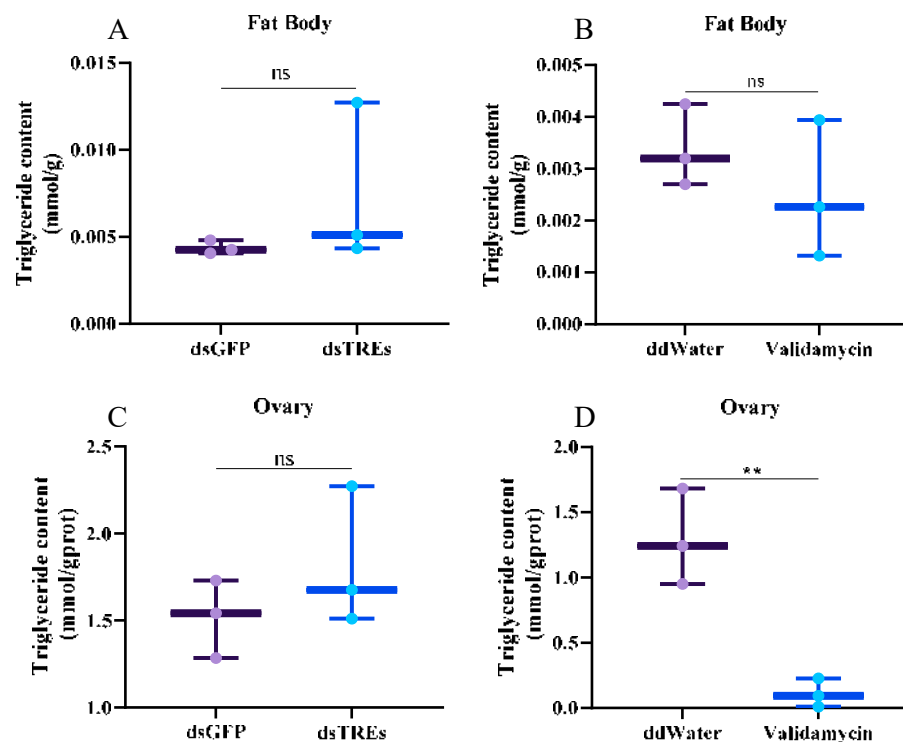 A
Fat Body
Triglyceride content
(mmol/g)
0.015
0.010
0.005
0.000
ns
dsGFP
dsTREs
B
Fat Body
Triglyceride content
(mmol/g)
0.005
0.004
0.003
0.002
0.001
0.000
ns
ddWater
Validamycin
C
Ovary
Triglyceride content
(mmol/gprot)
2.5
2.0
1.5
1.0
ns
dsGFP
dsTREs
D
Ovary
Triglyceride content
(mmol/gprot)
2.0
1.5
1.0
0.5
0.0
**
ddWater
Validamycin